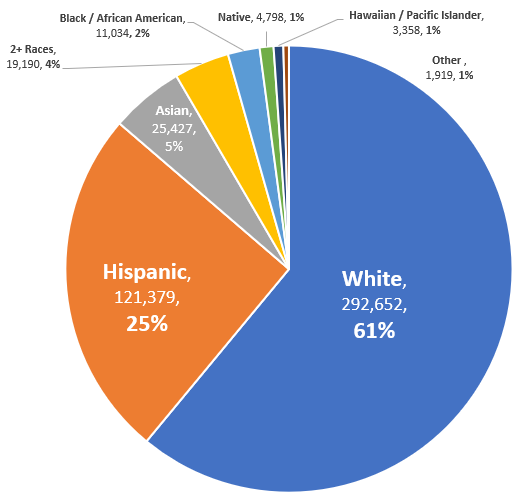 Black / African American,
11,034, 2%
Native, 4,798, 1%
Hawaiian / Pacific Islander,
3,358, 1%
2+ Races,
19,190, 4%
Other ,
1,919, 1%
Asian,
25,427,
5%
Hispanic,
121,379,
25%
White,
292,652,
61%